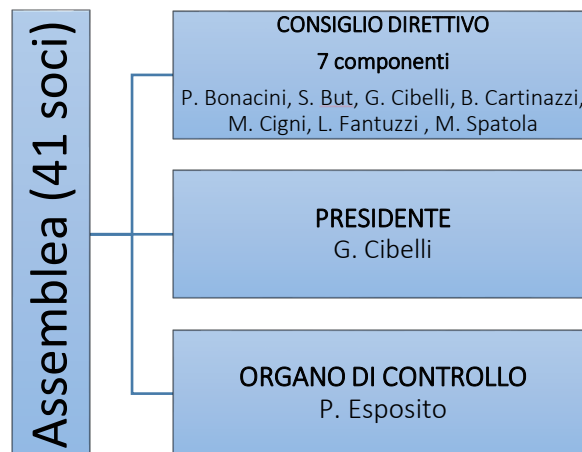 Assemblea (41 soci)
CONSIGLIO DIRETTIVO
7 componenti
P. Bonacini, S. But, G. Cibelli, B. Cartinazzi,
M. Cigni, L. Fantuzzi , M. Spatola
PRESIDENTE
G. Cibelli
ORGANO DI CONTROLLO
P. Esposito